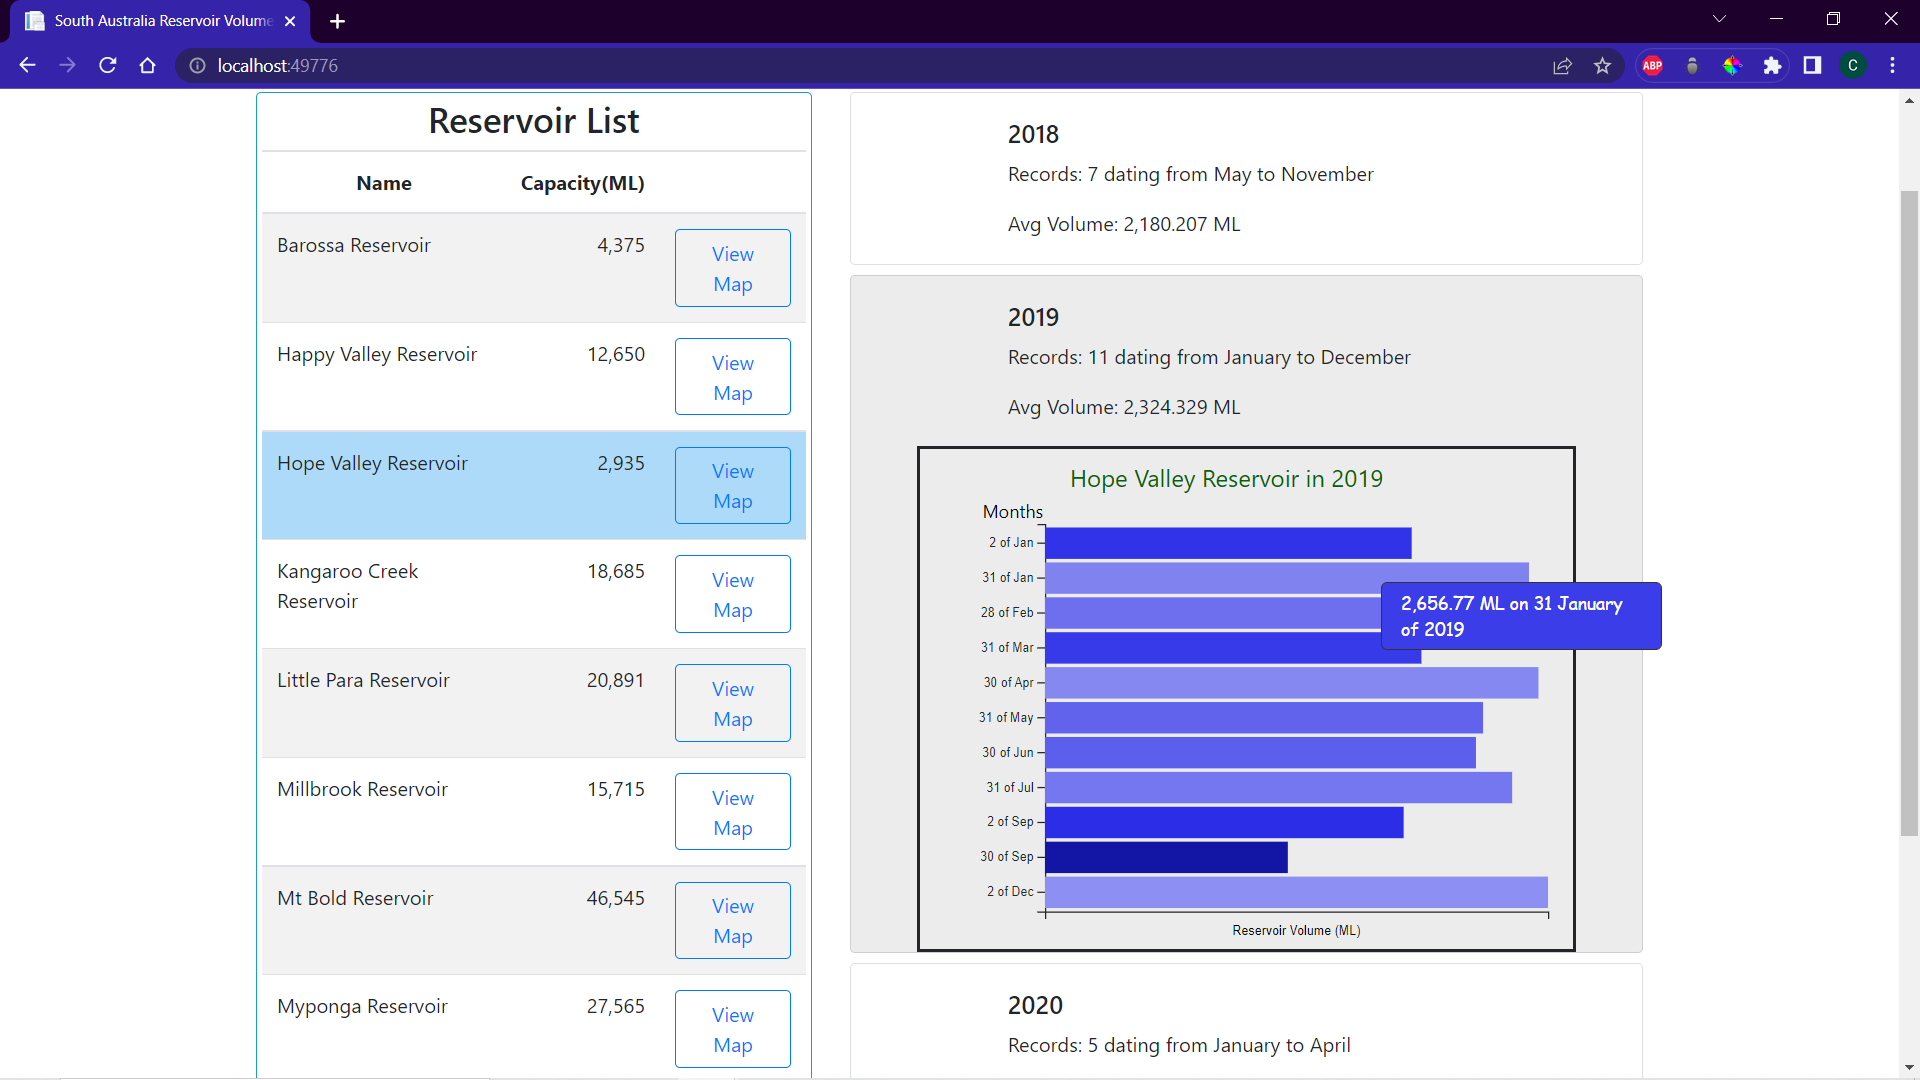 South Australia Reservoir Volume
localhost:49776
ABP
C
Reservoir List
Name Capacity(ML)
Barossa Reservoir 4,375 View
Map
Happy Valley Reservoir 12,650 View
Map
Hope Valley Reservoir 2,935 View
Map
Kangaroo Creek 18,685 View
Reservoir Map
Little Para Reservoir 20,891 View
Map
Millbrook Reservoir 15,715 View
Map
Mt Bold Reservoir 46,545 View
Map
Myponga Reservoir 27,565 View
Map
2018
Records: 7 dating from May to November
Avg Volume: 2,180.207 ML
2019
Records: 11 dating from January to December
Avg Volume: 2,324.329 ML
Hope Valley Reservoir in 2019
Months
2 of Jan
31 of Jan
28 of Feb
31 of Mar
30 of Apr
31 of May
30 of Jun
31 of Jul
2 of Sep
30 of Sep
2 of Dec
Reservoir Volume (ML)
2,656.77 ML on 31 January
of 2019
2020
Records: 5 dating from January to April